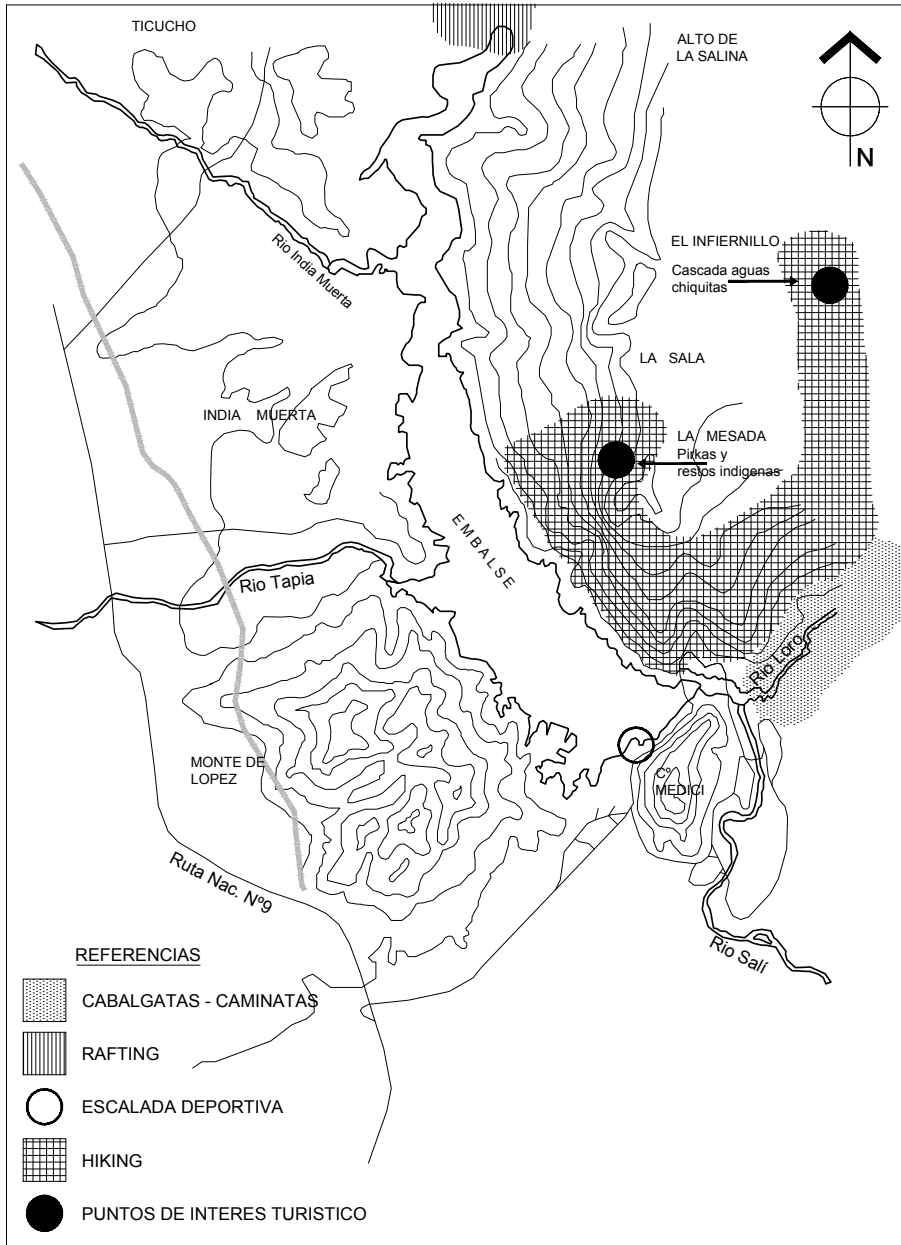 TICUCHO
ALTO DE
LA SALINA
N
Rio India Muerta
EL INFIERNILLO
Cascada aguas
chiquitas
LA SALA
INDIA MUERTA
LA MESADA
Pirkas y
restos indigenas
EMBALSE
Rio Tapia
Rio Loro
MONTE DE
LOPEZ
Cº
MEDICI
Ruta Nac. Nº9
Rio Salí
REFERENCIAS
CABALGATAS - CAMINATAS
RAFTING
ESCALADA DEPORTIVA
HIKING
PUNTOS DE INTERES TURISTICO